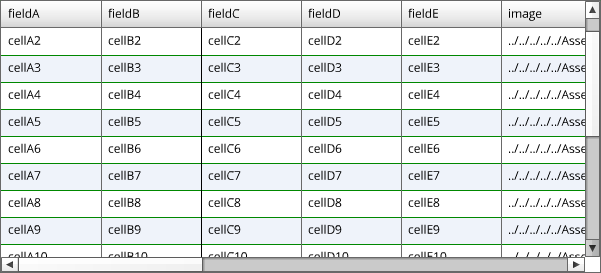 fieldA fieldB fieldC fieldD fieldE image
cellA2 cellB2 cellC2 cellD2 cellE2 ../../../../../Asse
cellA3 cellB3 cellC3 cellD3 cellE3 ../../../../../Asse
cellA4 cellB4 cellC4 cellD4 cellE4 ../../../../../Asse
cellA5 cellB5 cellC5 cellD5 cellE5 ../../../../../Asse
cellA6 cellB6 cellC6 cellD6 cellE6 ../../../../../Asse
cellA7 cellB7 cellC7 cellD7 cellE7 ../../../../../Asse
cellA8 cellB8 cellC8 cellD8 cellE8 ../../../../../Asse
cellA9 cellB9 cellC9 cellD9 cellE9 ../../../../../Asse
cellA10 cellB10 cellC10 cellD10 cellE10 ../../../../../Asse